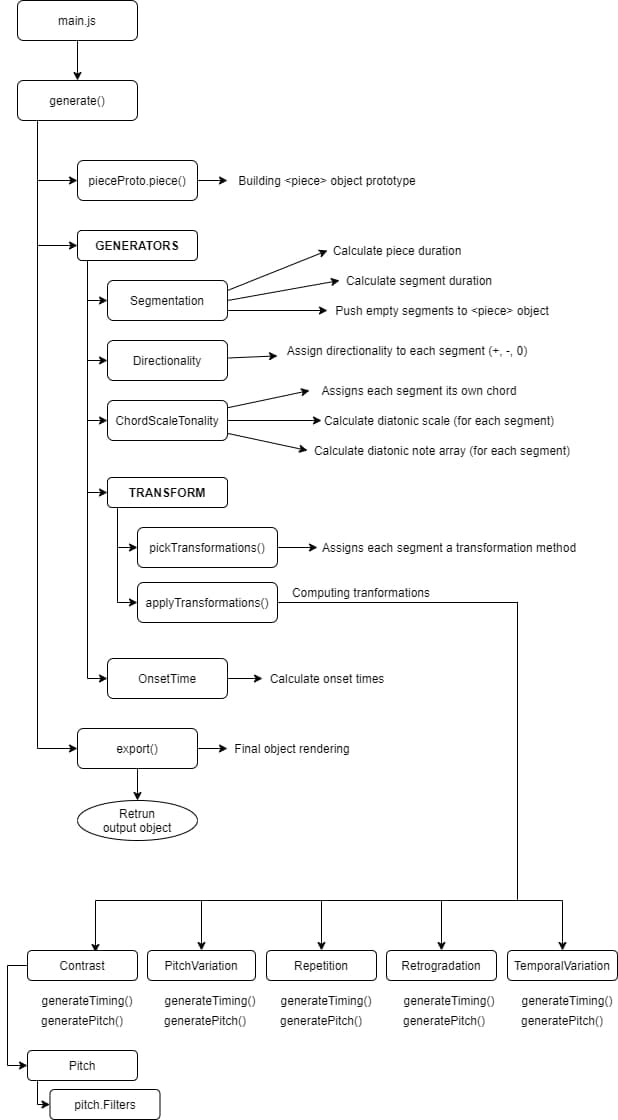 main.js
generate()
pieceProto.piece()
Building <piece> object prototype
GENERATORS
Calculate piece duration
Segmentation
Calculate segment duration
Push empty segments to <piece> object
Directionality
Assign directionality to each segment (+, -, 0)
Assigns each segment its own chord
ChordScaleTonality
Calculate diatonic scale (for each segment)
Calculate diatonic note array (for each segment)
TRANSFORM
pickTransformations()
Assigns each segment a transformation method
applyTransformations()
Computing tranformations
OnsetTime
Calculate onset times
export()
Final object rendering
Retrun
output object
Contrast
PitchVariation
Repetition
Retrogradation
TemporalVariation
generateTiming()
generateTiming()
generateTiming()
generateTiming()
generateTiming()
generatePitch()
generatePitch()
generatePitch()
generatePitch()
generatePitch()
Pitch
pitch.Filters